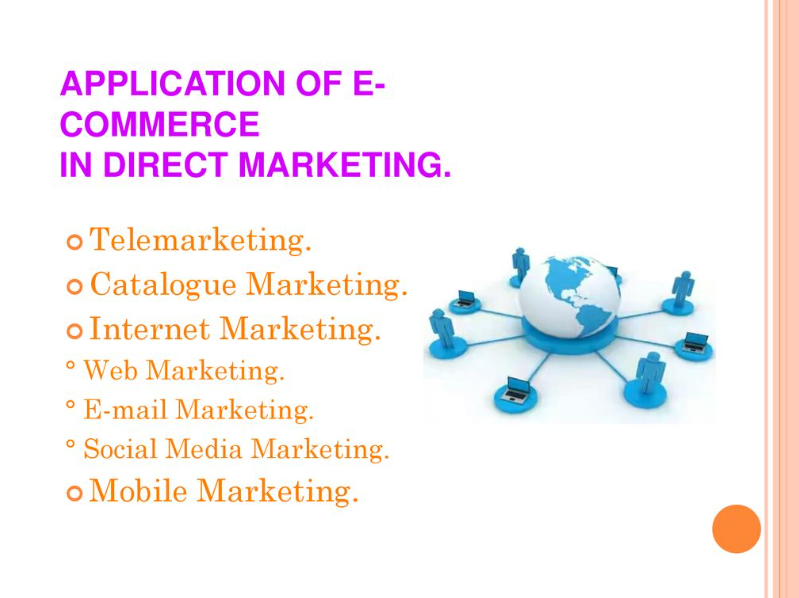 APPLICATION OF E-
COMMERCE
IN DIRECT MARKETING.
Telemarketing.
Catalogue Marketing.
Internet Marketing.
° Web Marketing.
° E-mail Marketing.
° Social Media Marketing.
Mobile Marketing.